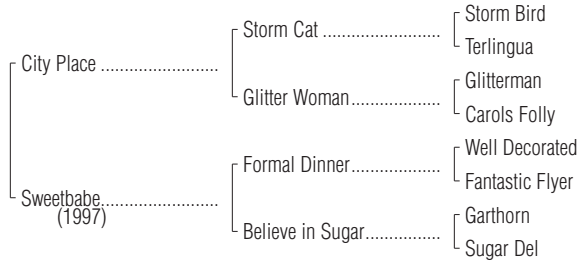 Storm Bird
Storm Cat ........................
Terlingua
City Place ........................
Glitterman
Glitter Woman ..................
Carols Folly
Well Decorated
Formal Dinner ..................
Fantastic Flyer
Sweetbabe ........................
(1997)
Garthorn
Believe in Sugar ...............
Sugar Del